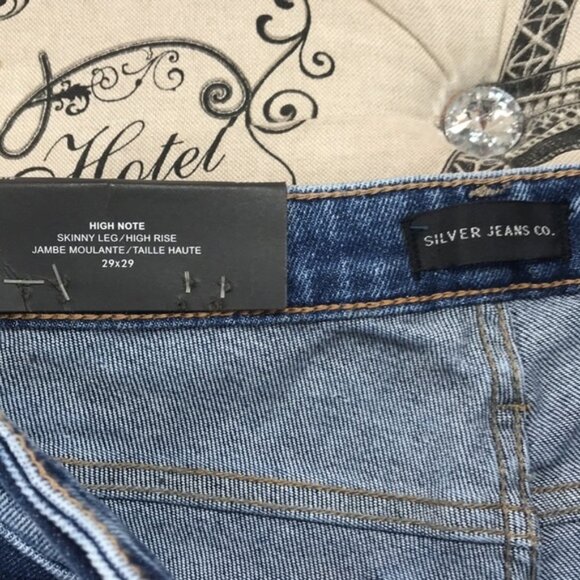 Hotel
HIGH NOTE
SKINNY LEG/HIGH RISE
JAMBE MOULANTE/TAILLE HAUTE
29x29
SILVER JEANS CO.